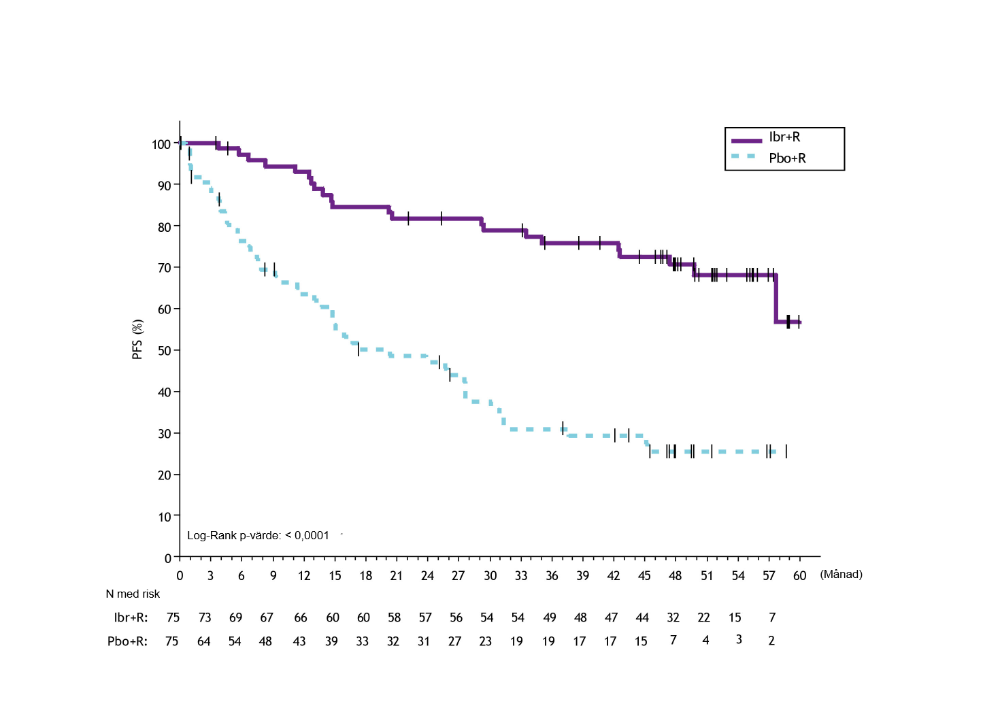 Ibr+R
Pbo+R
100
90
80
70
60
50
40
30
20
10
0
PFS (%)
Log-Rank p-värde: < 0,0001
0 3 6 9 12 15 18 21 24 27 30 33 36 39 42 45 48 51 54 57 60 (Månad)
N med risk
Ibr+R: 75 73 69 67 66 60 60 58 57 56 54 54 49 48 47 44 32 22 15 7
Pbo+R: 75 64 54 48 43 39 33 32 31 27 23 19 19 17 17 15 7 4 3 2